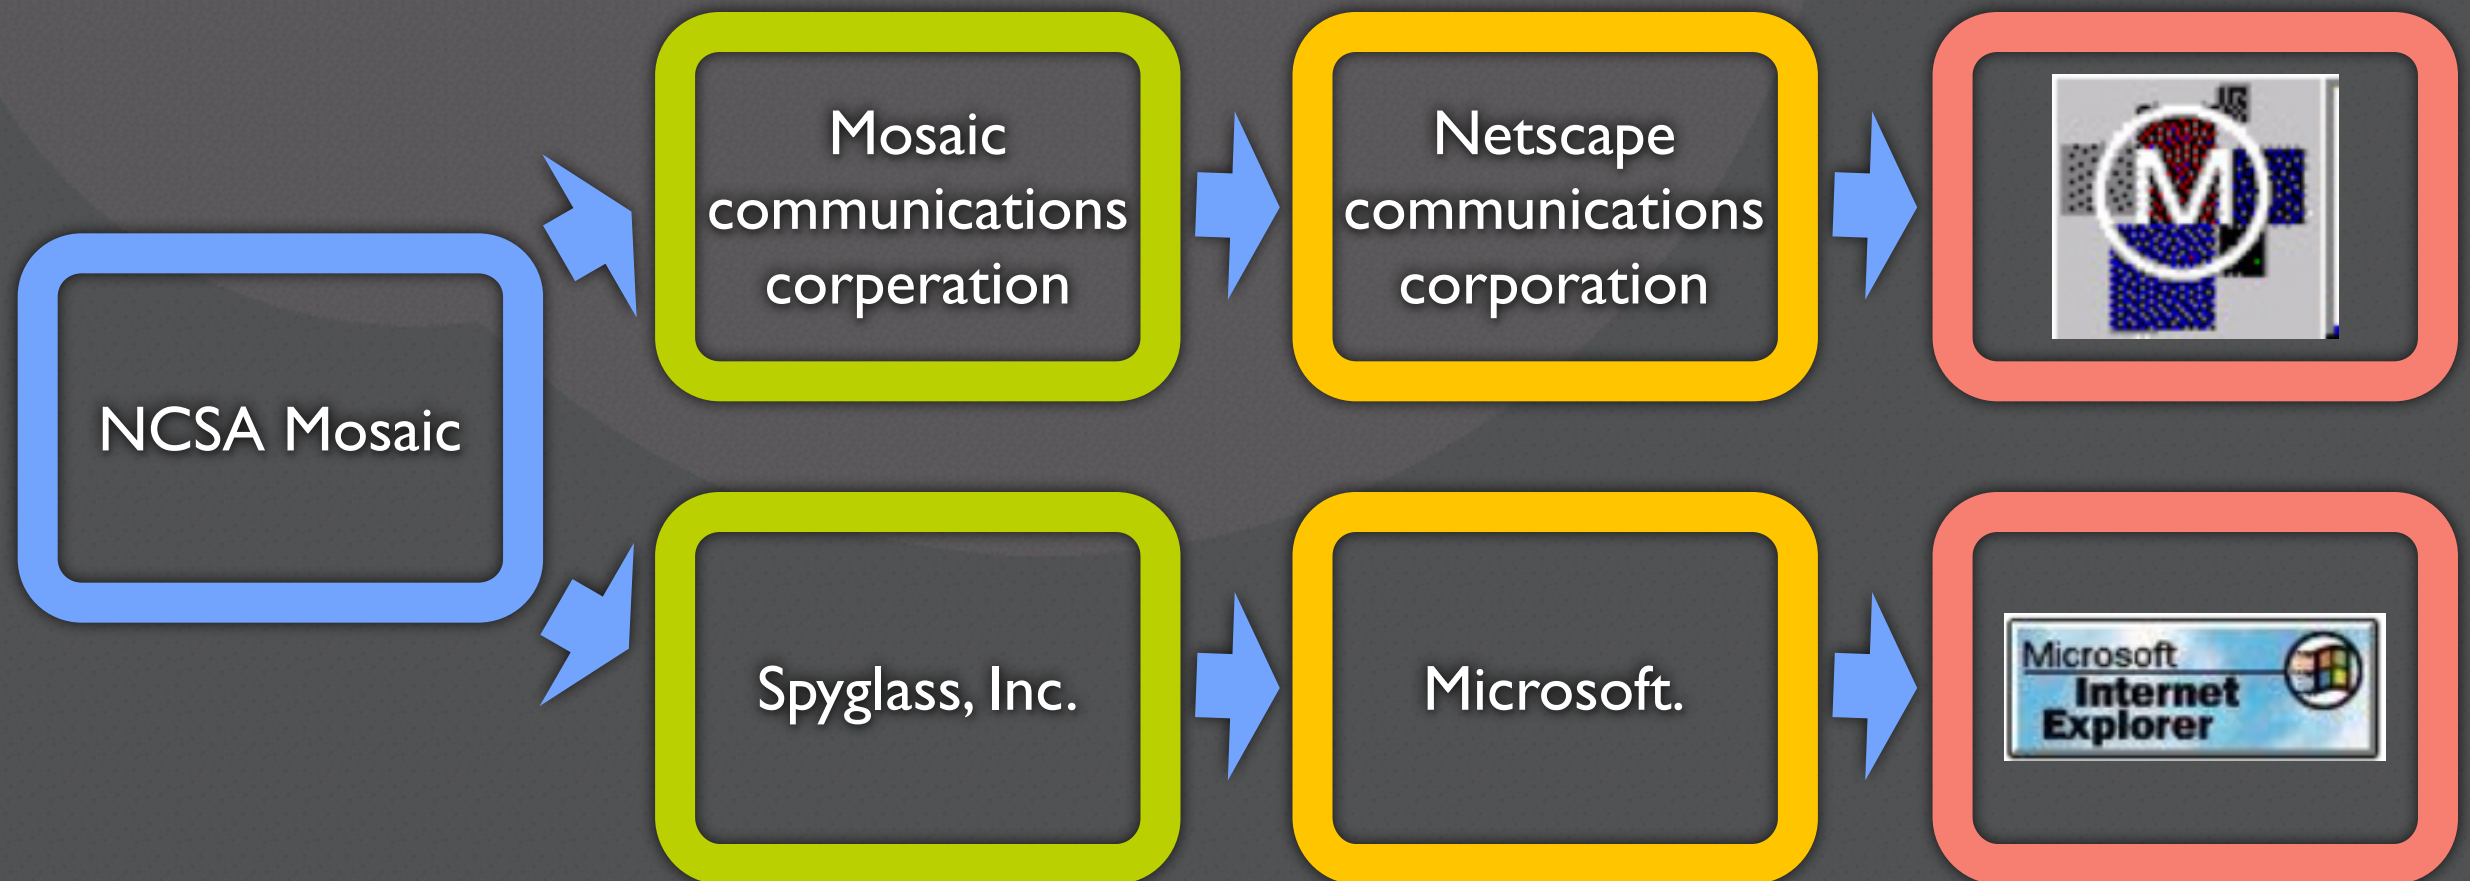 Mosaic
communications
corperation
Netscape
communications
corporation
M
NCSA Mosaic
Spyglass, Inc.
Microsoft.
Microsoft
Internet
Explorer